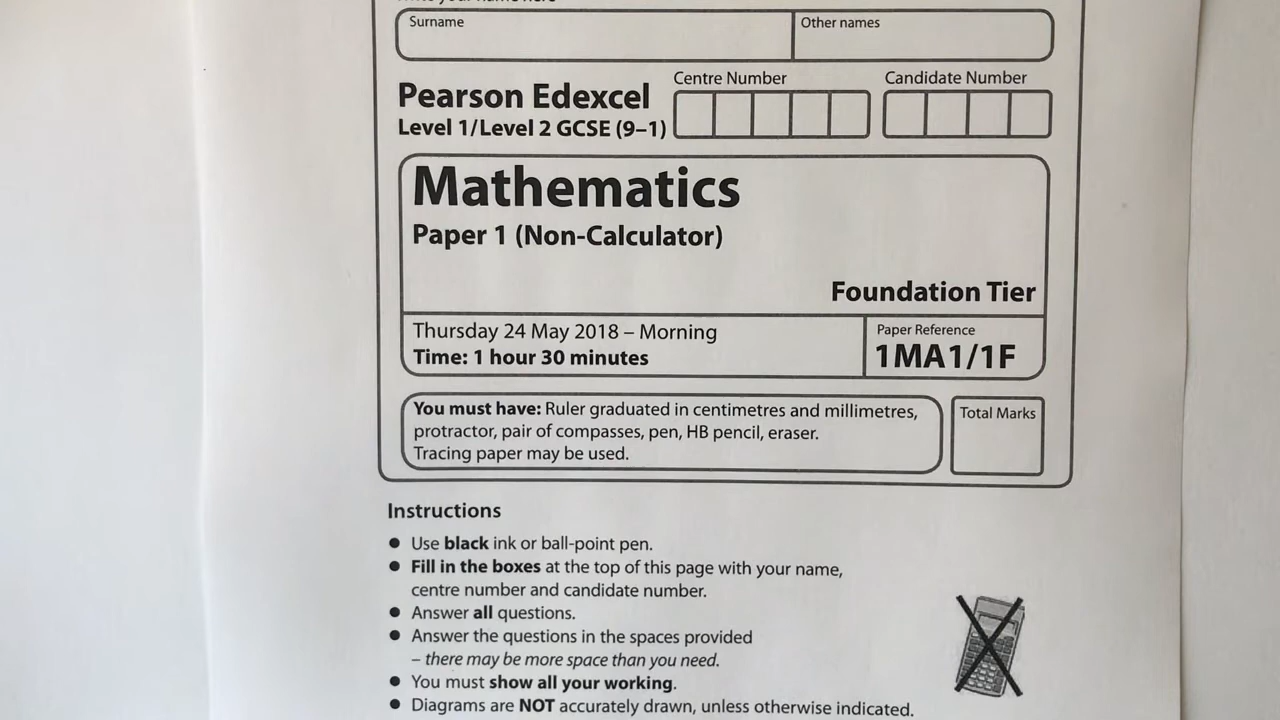 Surname
Other names
Centre Number
Candidate Number
Pearson Edexcel
Level 1/Level 2 GCSE (9–1)
Mathematics
Paper 1 (Non-Calculator)
Foundation Tier
Thursday 24 May 2018 – Morning
Time: 1 hour 30 minutes
Paper Reference
1MA1/1F
You must have: Ruler graduated in centimetres and millimetres,
protractor, pair of compasses, pen, HB pencil, eraser.
Tracing paper may be used.
Total Marks
Instructions
● Use black ink or ball-point pen.
● Fill in the boxes at the top of this page with your name,
centre number and candidate number.
● Answer all questions.
● Answer the questions in the spaces provided
– there may be more space than you need.
● You must show all your working.
● Diagrams are NOT accurately drawn, unless otherwise indicated.